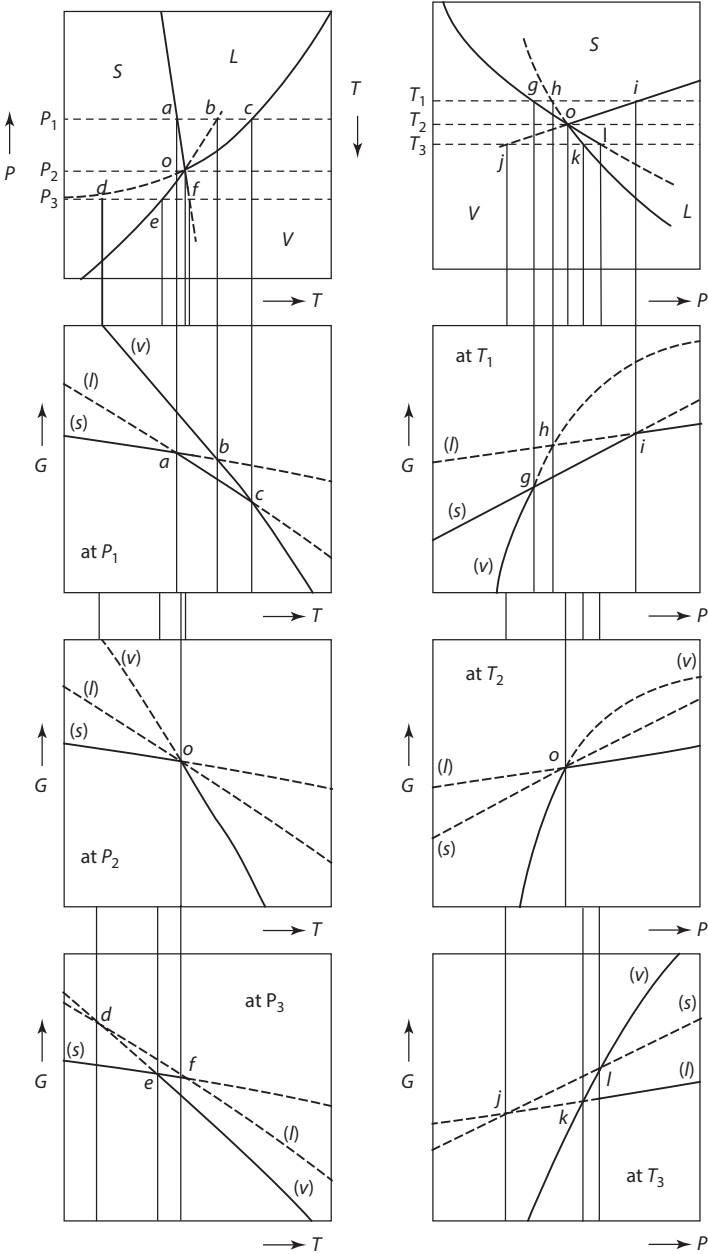 S
L
a
b
c
P₁
P
o
P₂
d
f
P₃
e
V
T
S
T
T₁
g
h
i
o
T₂
l
T₃
j
k
V
L
P
(v)
(l)
(s)
G
a
b
c
at P₁
T
at T₁
(l)
h
i
G
g
(s)
(v)
P
(v)
(l)
(s)
o
G
at P₂
T
at T₂
(v)
o
(l)
G
(s)
P
at P₃
d
(s)
G
e
f
(l)
(v)
T
(v)
(s)
G
l
(l)
j
k
at T₃
P